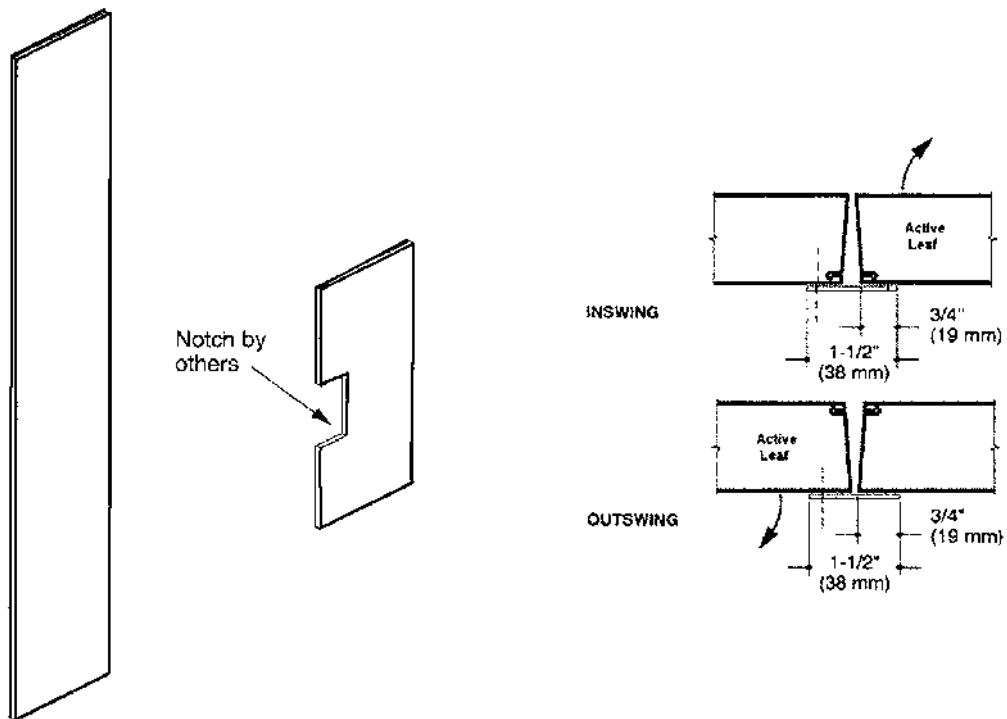 Notch by
others
INSWING
Active
Leaf
3/4"
(19 mm)
1-1/2"
(38 mm)
OUTSWING
Active
Leaf
3/4"
(19 mm)
1-1/2"
(38 mm)